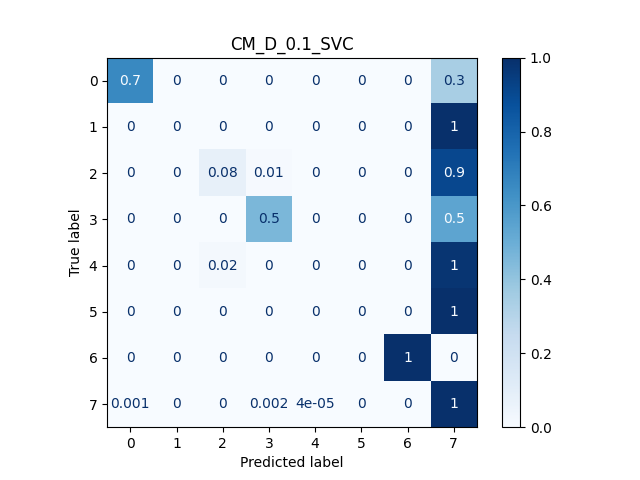 CM_D_0.1_SVC
True label
0 0.7 0 0 0 0 0 0 0.3
1 0 0 0 0 0 0 0 1
2 0 0 0.08 0.01 0 0 0 0.9
3 0 0 0 0.5 0 0 0 0.5
4 0 0 0.02 0 0 0 0 1
5 0 0 0 0 0 0 0 1
6 0 0 0 0 0 0 1 0
7 0.001 0 0 0.002 4e-05 0 0 1
0 1 2 3 4 5 6 7
Predicted label
1.0
0.8
0.6
0.4
0.2
0.0